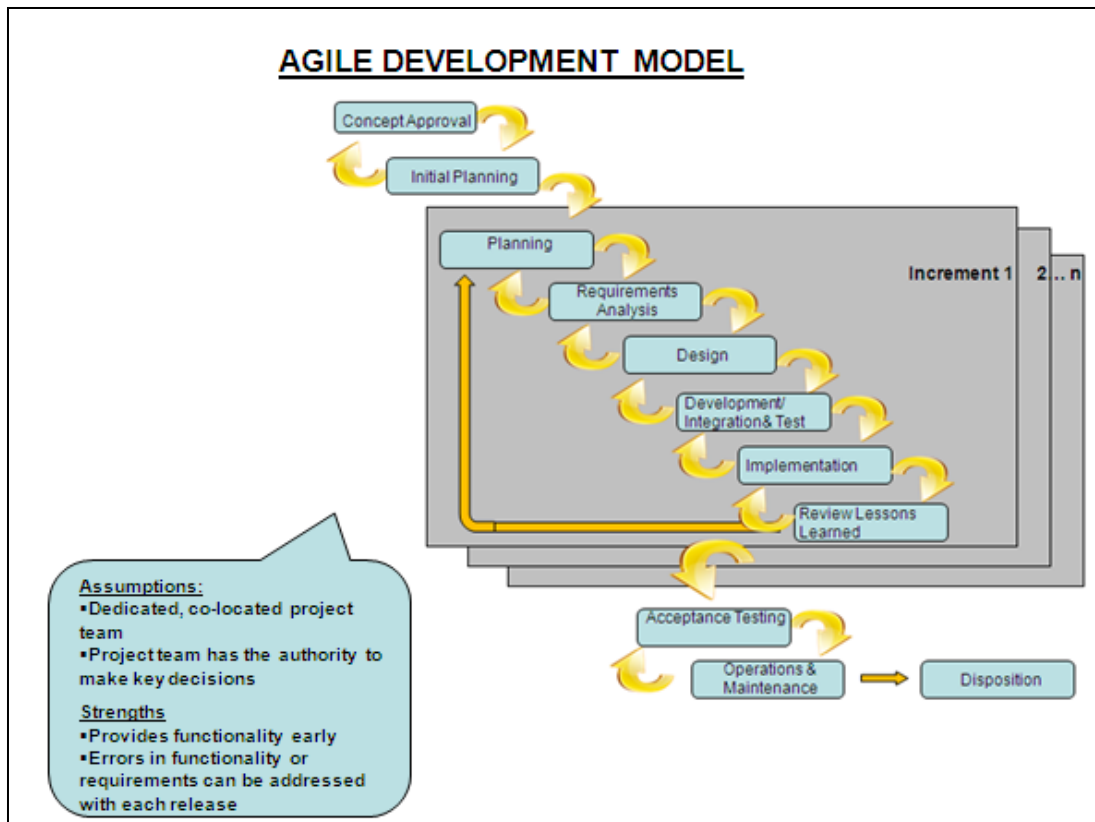 AGILE DEVELOPMENT MODEL
Concept Approval
Initial Planning
Planning
Increment 1
2... n
Requirements
Analysis
Design
Development/
Integration& Test
Implementation
Review Lessons
Learned
Acceptance Testing
Operations &
Maintenance
Disposition
Assumptions:
▪Dedicated, co-located project
team
▪Project team has the authority to
make key decisions
Strengths
▪Provides functionality early
▪Errors in functionality or
requirements can be addressed
with each release